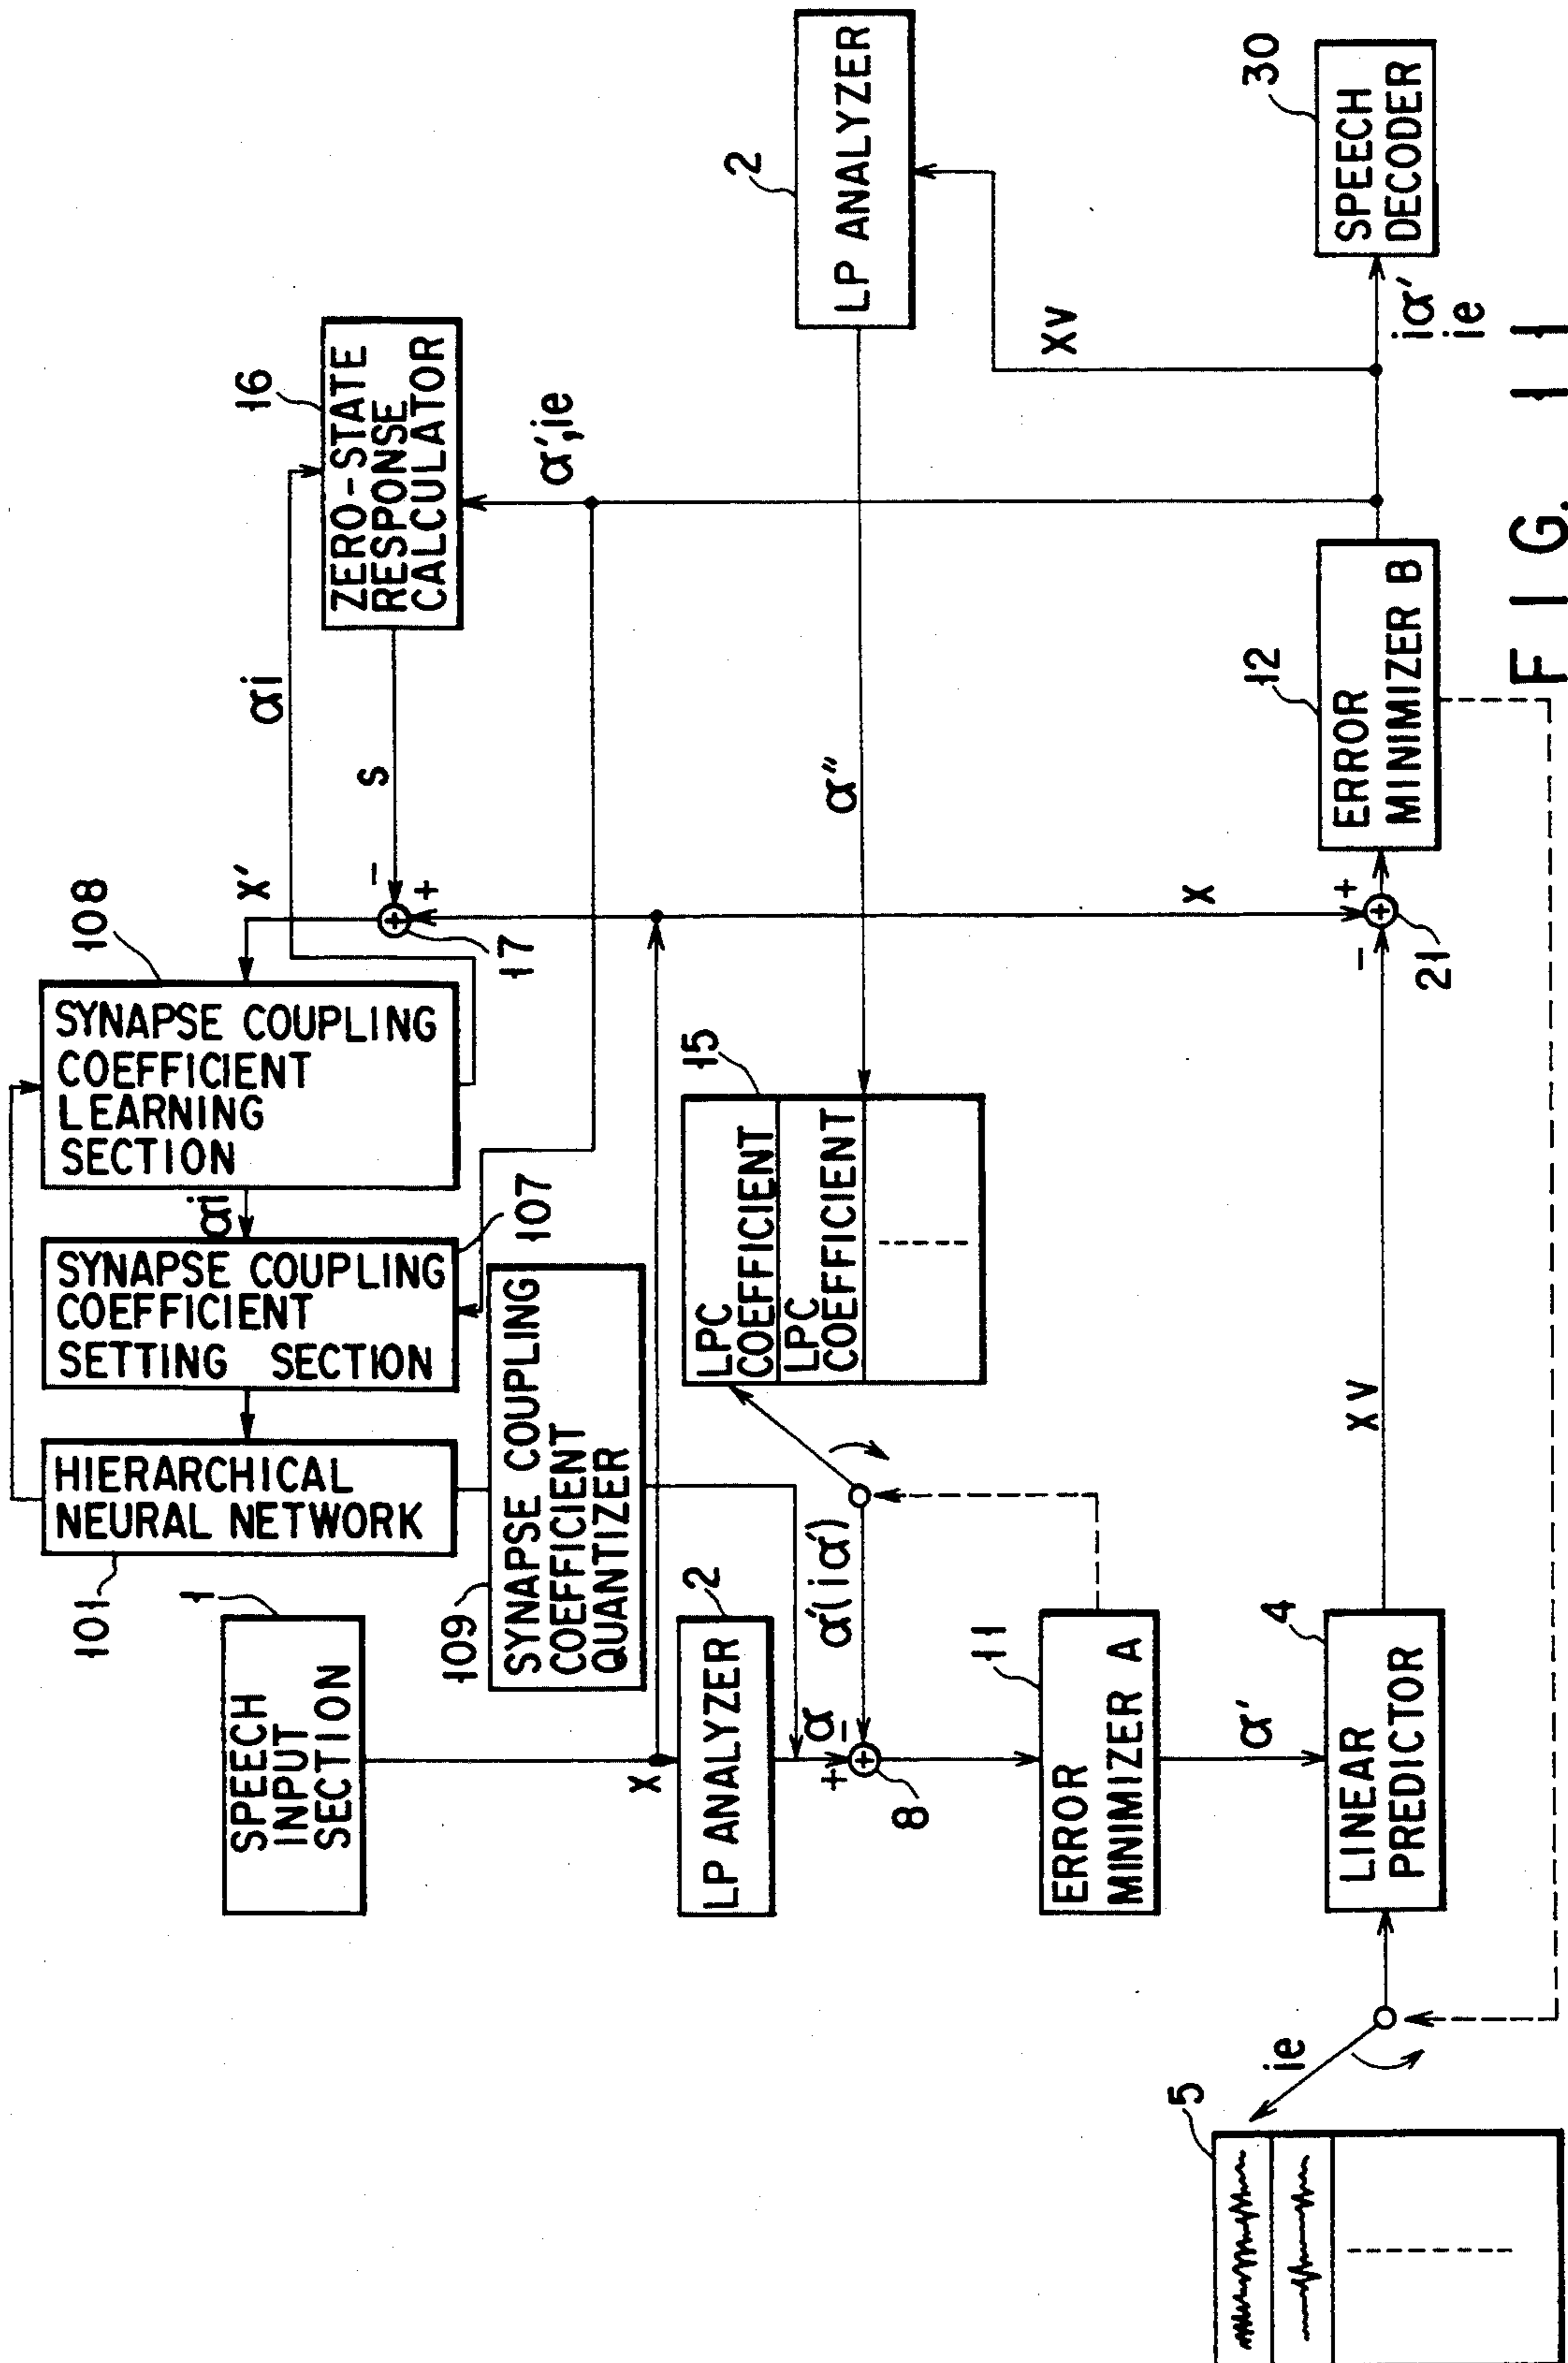 101
HIERARCHICAL
NEURAL NETWORK
SYNAPSE COUPLING
COEFFICIENT
SETTING SECTION
107
αi
SYNAPSE COUPLING
COEFFICIENT
LEARNING
SECTION
108
X'
αi
1
SPEECH
INPUT
SECTION
109
SYNAPSE COUPLING
COEFFICIENT
QUANTIZER
17
+
-
+
S
16
ZERO-STATE
RESPONSE
CALCULATOR
α',ie
X
2
LP ANALYZER
α
+
-
+
8
α'(iα')
15
LPC
COEFFICIENT
LPC
COEFFICIENT
α"
2
LP ANALYZER
XV
11
ERROR
MINIMIZER A
α'
5
ie
4
LINEAR
PREDICTOR
XV
X
-
+
+
21
12
ERROR
MINIMIZER B
iα'
ie
30
SPEECH
DECODER
FIG. 11